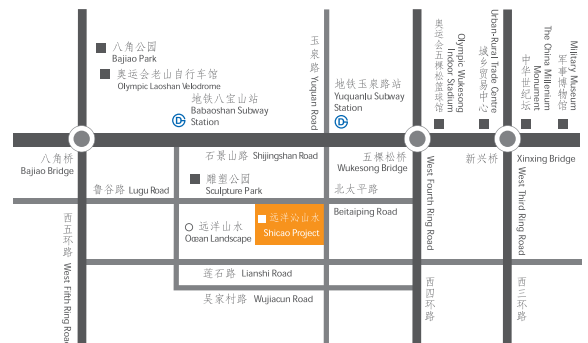 八角公园
Bajiao Park
奥运会老山自行车馆
Olympic Laoshan Velodrome
地铁八宝山站
Babaoshan Subway
Station
玉泉路 Yuquan Road
地铁玉泉路站
YuquanJu Subway
Station
奥运会五棵松篮球馆
Olympic Wukesong
Indoor Stadium
城乡贸易中心
Urban-Rural Trade Centre
中华世纪坛
The China Millenium
Monument
军事博物馆
Military Museum
八角桥
Bajiao Bridge
石景山路 Shijingshan Road
五棵松桥
Wukesong Bridge
新兴桥
Xinxing Bridge
鲁谷路 Lugu Road
雕塑公园
Sculpture Park
北大平路
Beitaiping Road
远洋山水
Ocean Landscape
远洋沁山水
Shicao Project
西五环路 West Fifth Ring Road
West Fourth Ring Road
西四环路
West Third Ring Road
西三环路
莲石路 Lianshi Road
吴家村路 Wujiacun Road